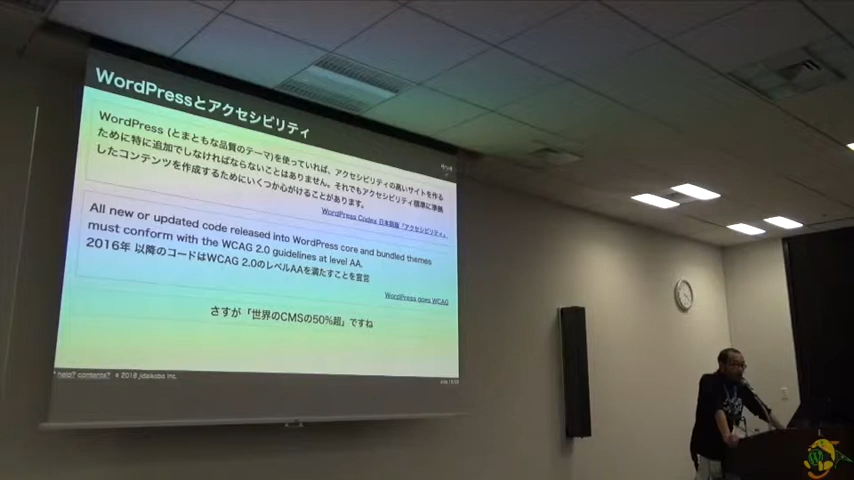 WordPressとアクセシビリティ
WordPress (とまともな品質のテーマ)を使っていれば、アクセシビリティの高いサイトを作る
ために特に追加でしなければならないことはありません。それでもアクセシビリティ標準に準拠
したコンテンツを作成するためにいくつか心がけることがあります。
WordPress Codex 日本語版「アクセシビリティ」
All new or updated code released into WordPress core and bundled themes
must conform with the WCAG 2.0 guidelines at level AA.
2016年 以降のコードはWCAG 2.0のレベルAAを満たすことを宣言
WordPress goes WCAG
さすが「世界のCMSの50%超」ですね
help? contents? © 2018 jidaikobo Inc.